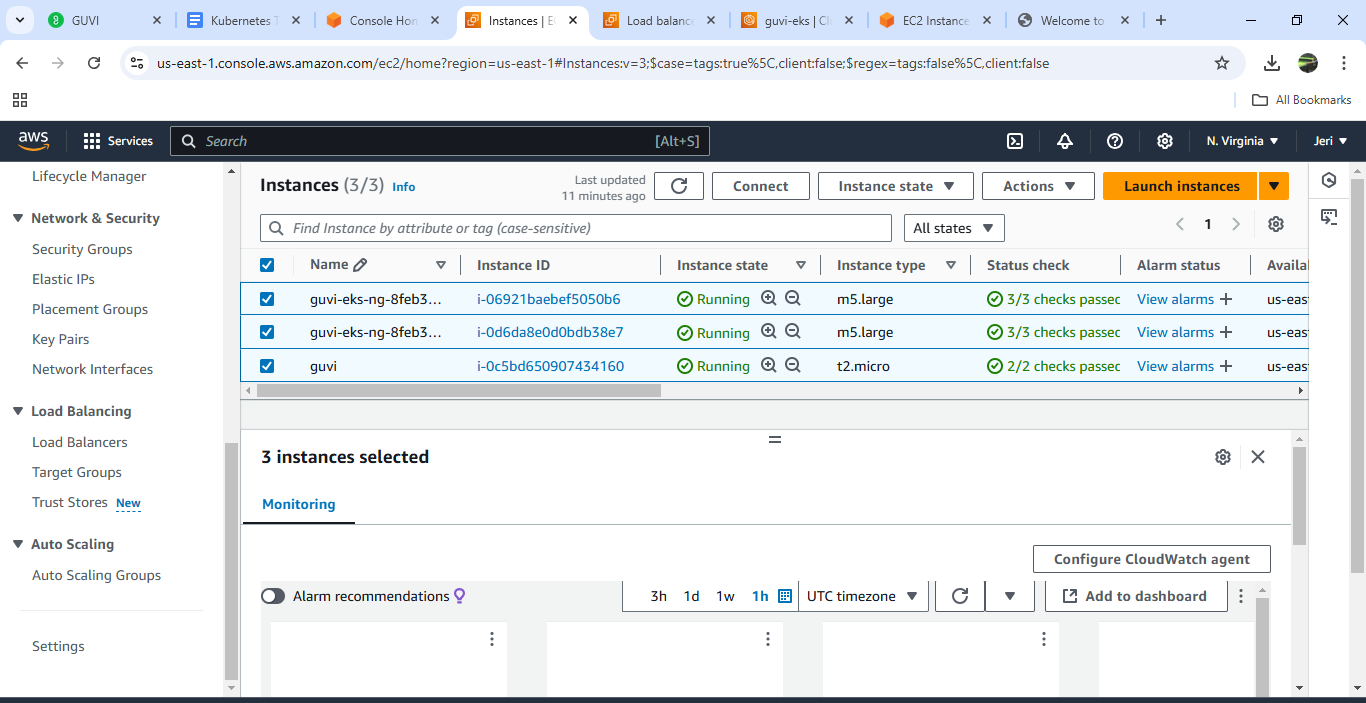 GUVI
Kubernetes T
Console Hon
Instances | E
Load balanc
guvi-eks | Cl
EC2 Instance
Welcome to
us-east-1.console.aws.amazon.com/ec2/home?region=us-east-1#Instances:v=3;$case=tags:true%5C,client:false;$regex=tags:false%5C,client:false
All Bookmarks
aws
Services
Search
[Alt+S]
N. Virginia
Jeri
Lifecycle Manager
Network & Security
Security Groups
Elastic IPs
Placement Groups
Key Pairs
Network Interfaces
Load Balancing
Load Balancers
Target Groups
Trust Stores New
Auto Scaling
Auto Scaling Groups
Settings
Instances (3/3) Info
Last updated
11 minutes ago
Connect
Instance state
Actions
Launch instances
Find Instance by attribute or tag (case-sensitive)
All states
1
Name Instance ID Instance state Instance type Status check Alarm status Availa
guvi-eks-ng-8feb3... i-06921baebef5050b6 Running m5.large 3/3 checks passed View alarms + us-eas
guvi-eks-ng-8feb3... i-0d6da8e0d0bdb38e7 Running m5.large 3/3 checks passed View alarms + us-eas
guvi i-0c5bd650907434160 Running t2.micro 2/2 checks passed View alarms + us-eas
3 instances selected
Monitoring
Configure CloudWatch agent
Alarm recommendations
3h 1d 1w 1h
UTC timezone
Add to dashboard